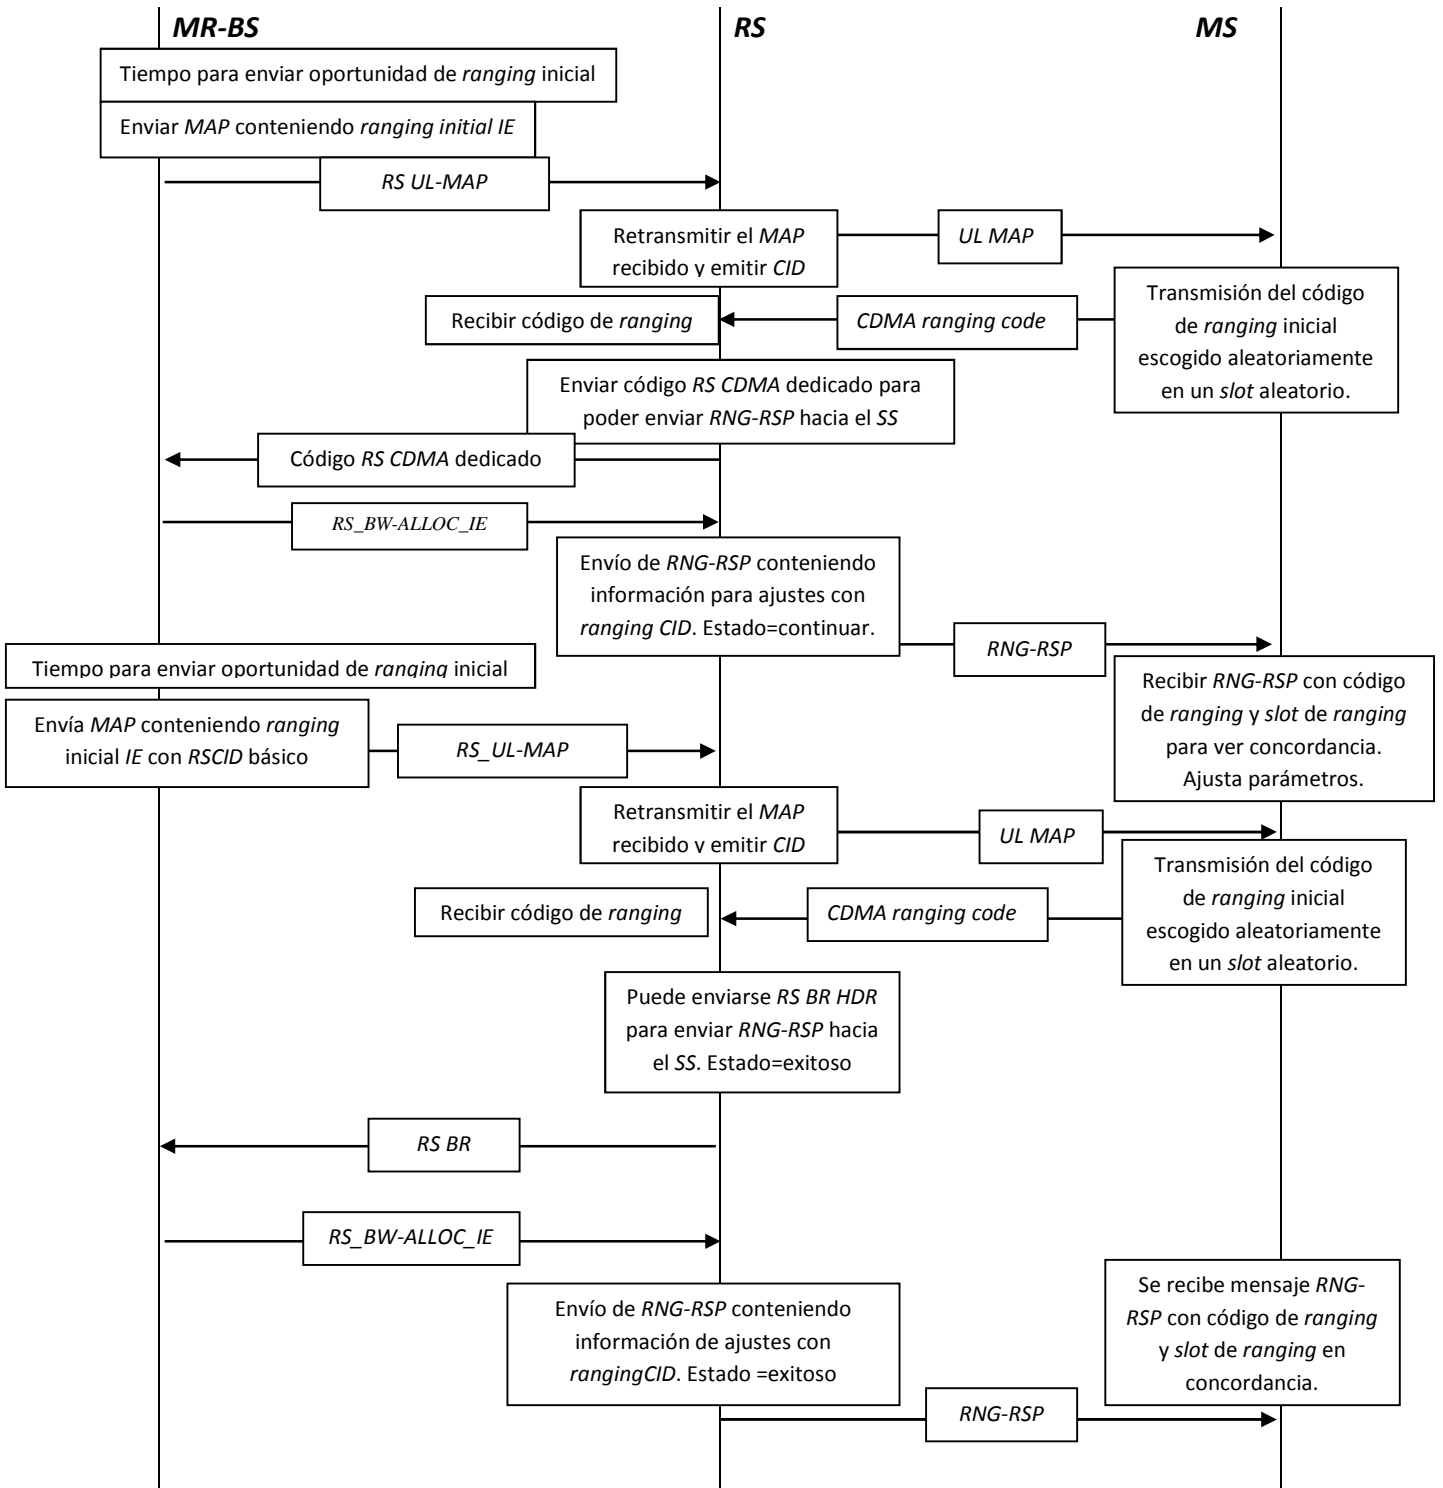 MR-BS
RS
MS
Tiempo para enviar oportunidad de ranging inicial
Enviar MAP conteniendo ranging initial IE
RS UL-MAP
Retransmitir el MAP
recibido y emitir CID
UL MAP
Transmisión del código
de ranging inicial
escogido aleatoriamente
en un slot aleatorio.
Recibir código de ranging
CDMA ranging code
Enviar código RS CDMA dedicado para
poder enviar RNG-RSP hacia el SS
Código RS CDMA dedicado
RS_BW-ALLOC_IE
Envío de RNG-RSP conteniendo
información para ajustes con
ranging CID. Estado=continuar.
RNG-RSP
Tiempo para enviar oportunidad de ranging inicial
Recibir RNG-RSP con código
de ranging y slot de ranging
para ver concordancia.
Ajusta parámetros.
Envía MAP conteniendo ranging
inicial IE con RSCID básico
RS_UL-MAP
Retransmitir el MAP
recibido y emitir CID
UL MAP
Transmisión del código
de ranging inicial
escogido aleatoriamente
en un slot aleatorio.
Recibir código de ranging
CDMA ranging code
Puede enviarse RS BR HDR
para enviar RNG-RSP hacia
el SS. Estado=exitoso
RS BR
RS_BW-ALLOC_IE
Se recibe mensaje RNG-
RSP con código de ranging
y slot de ranging en
concordancia.
Envío de RNG-RSP conteniendo
información de ajustes con
rangingCID. Estado =exitoso
RNG-RSP